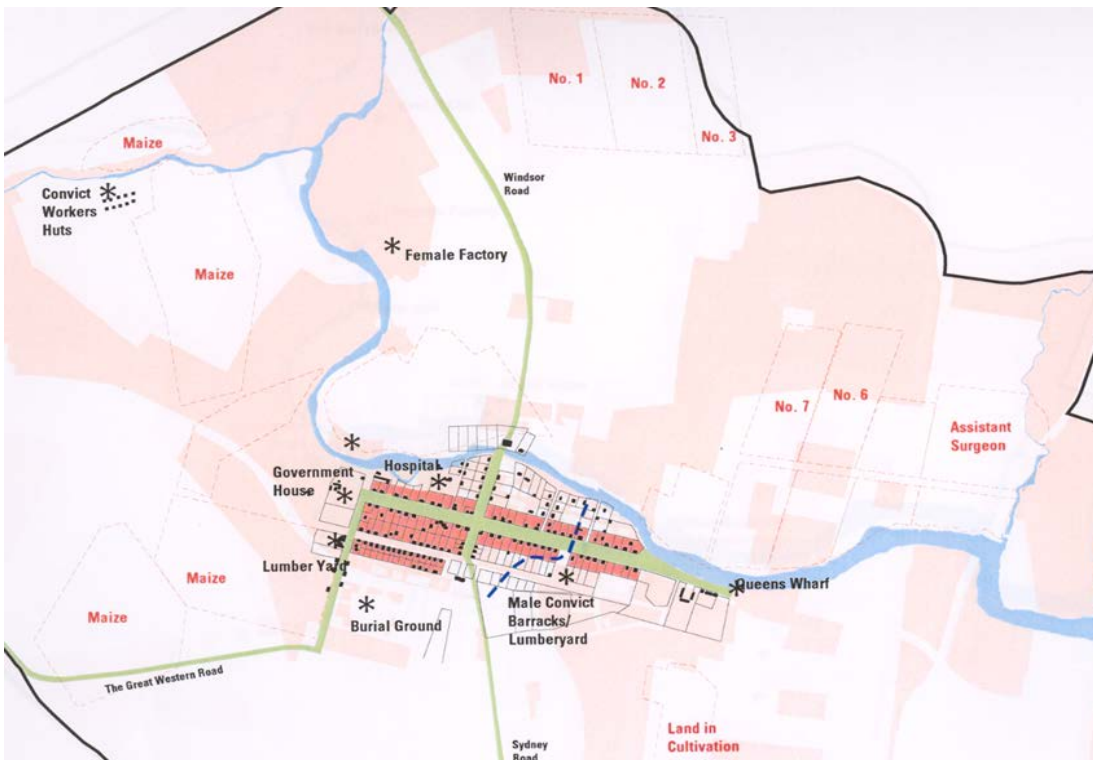 No. 1
No. 2
No. 3
Maize
Windsor
Road
Convict
Workers
Huts
Female Factory
Maize
No. 7
No. 6
Assistant
Surgeon
Hospital
Government
House
Lumber Yard
Maize
Queens Wharf
Male Convict
Barracks/
Lumberyard
Maize
Burial Ground
The Great Western Road
Land in
Cultivation
Sydney
Road